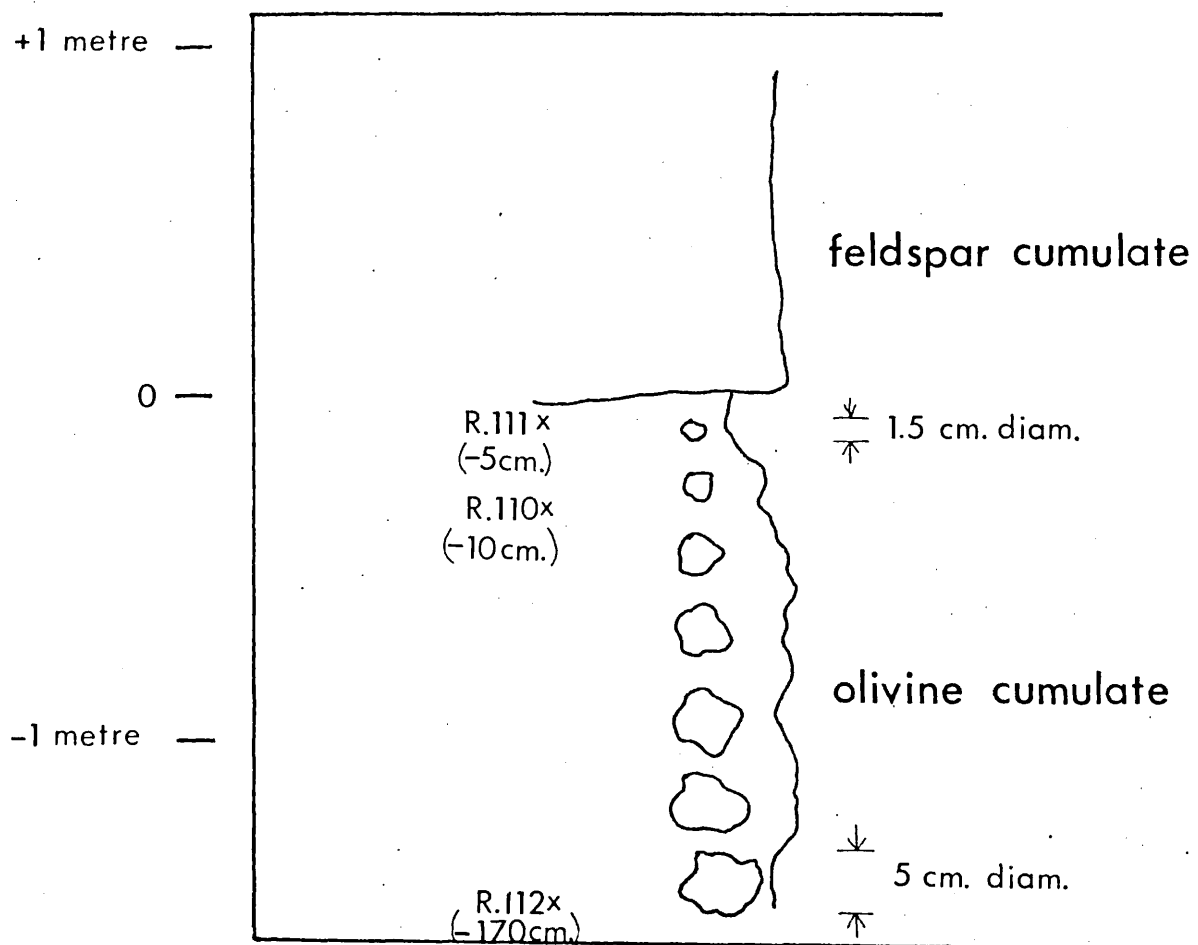 +1 metre
feldspar cumulate
0
R.111 x
(-5cm.)
1.5 cm. diam.
R.110x
(-10cm.)
olivine cumulate
-1 metre
5 cm. diam.
R.112x
(-170cm.)